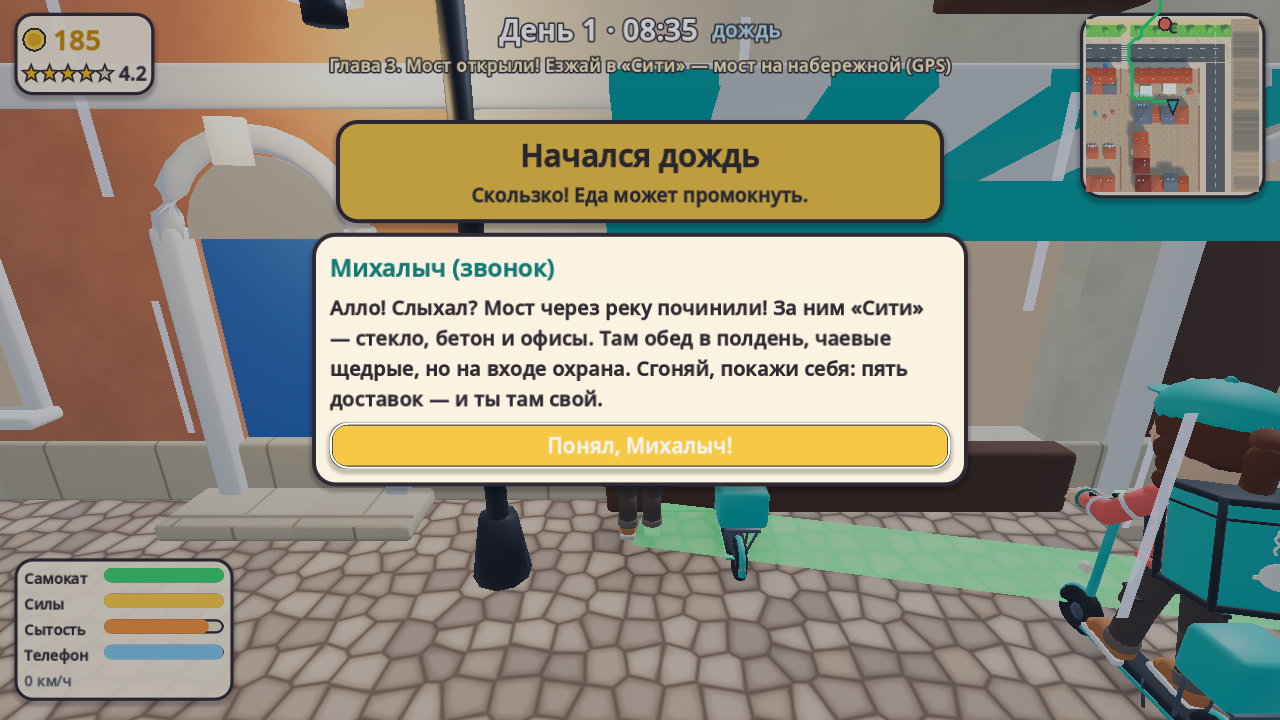 185
4.2
День 1 · 08:35 дождь
Глава 3. Мост открыли! Езжай в «Сити» — мост на набережной (GPS)
Начался дождь
Скользко! Еда может промокнуть.
Михалыч (звонок)
Алло! Слыхал? Мост через реку починили! За ним «Сити»
— стекло, бетон и офисы. Там обед в полдень, чаевые
щедрые, но на входе охрана. Сгоняй, покажи себя: пять
доставок — и ты там свой.
Понял, Михалыч!
Самокат
Силы
Сытость
Телефон
0 км/ч